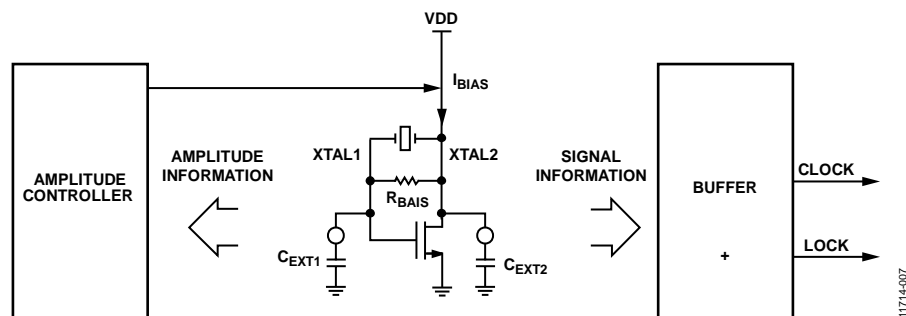 VDD
I_BIAS
XTAL1
XTAL2
AMPLITUDE
INFORMATION
SIGNAL
INFORMATION
AMPLITUDE
CONTROLLER
R_BAIS
BUFFER
+
CLOCK
LOCK
C_EXT1
C_EXT2
11714-007